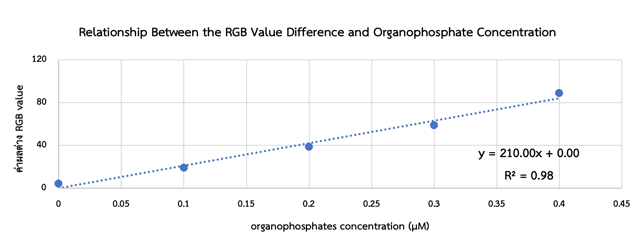 Relationship Between the RGB Value Difference and Organophosphate Concentration
120
80
40
0
ค่าผลต่าง RGB value
y = 210.00x + 0.00
R² = 0.98
0 0.05 0.1 0.15 0.2 0.25 0.3 0.35 0.4 0.45
organophosphates concentration (µM)